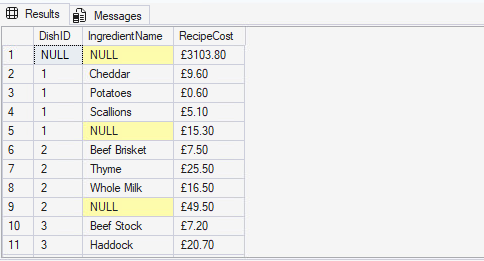 Results Messages
DishID IngredientName RecipeCost
1 NULL NULL £3103.80
2 1 Cheddar £9.60
3 1 Potatoes £0.60
4 1 Scallions £5.10
5 1 NULL £15.30
6 2 Beef Brisket £7.50
7 2 Thyme £25.50
8 2 Whole Milk £16.50
9 2 NULL £49.50
10 3 Beef Stock £7.20
11 3 Haddock £20.70